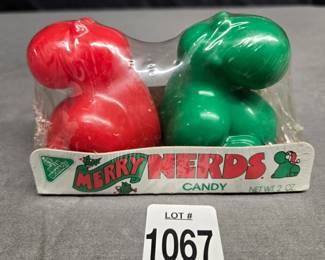 MERRY NERDS
CANDY
NET WT. 2 OZ.
LOT #
1067